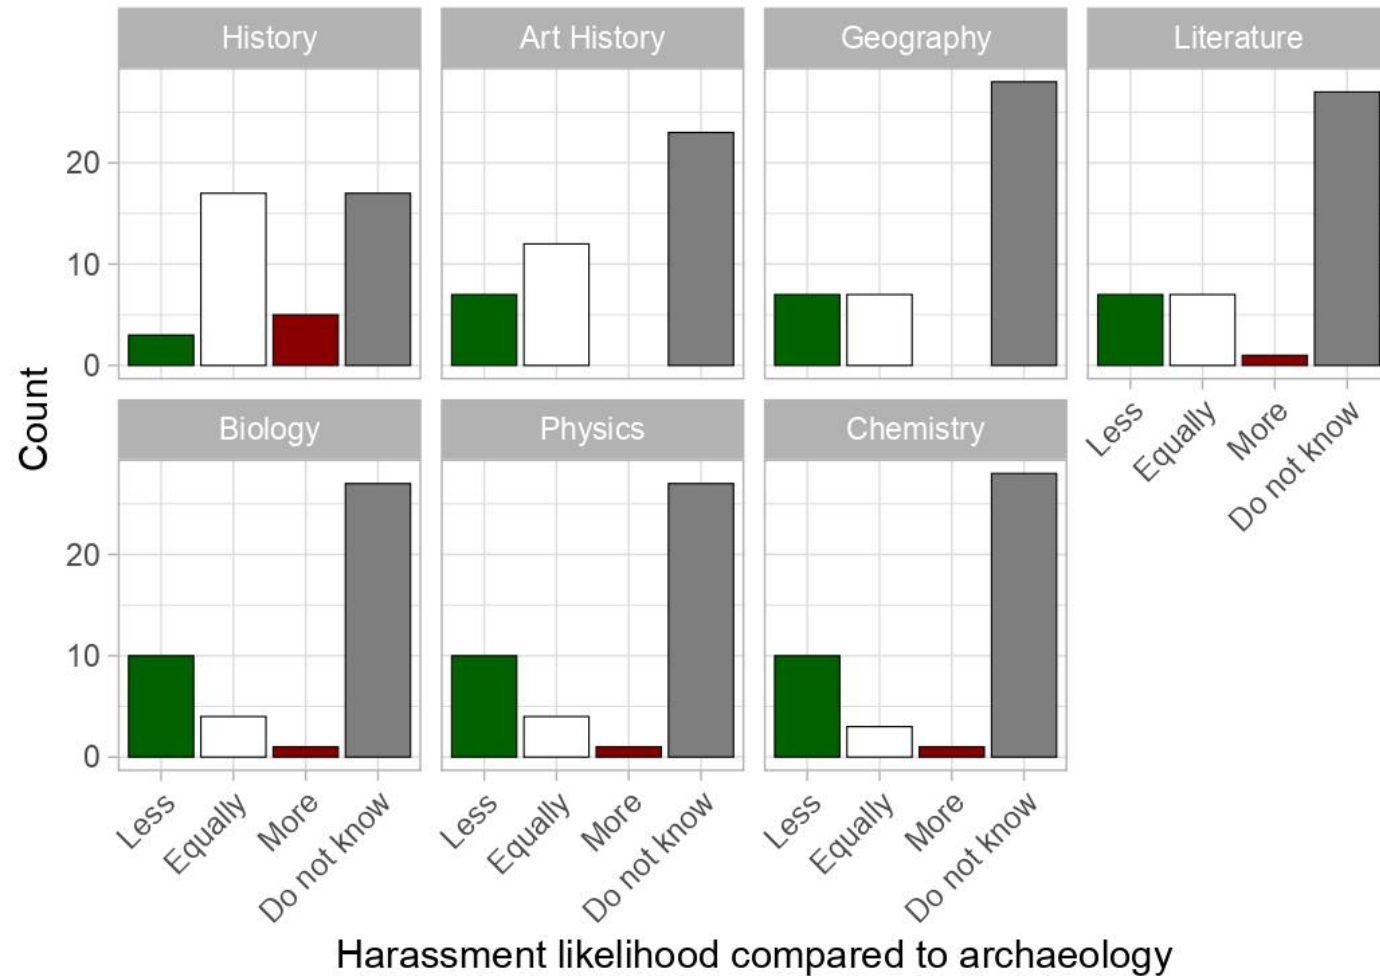 History
Art History
Geography
Literature
20
10
0
Less
Equally
More
Do not know
Biology
Physics
Chemistry
20
10
0
Less
Equally
More
Do not know
Less
Equally
More
Do not know
Less
Equally
More
Do not know
Count
Harassment likelihood compared to archaeology